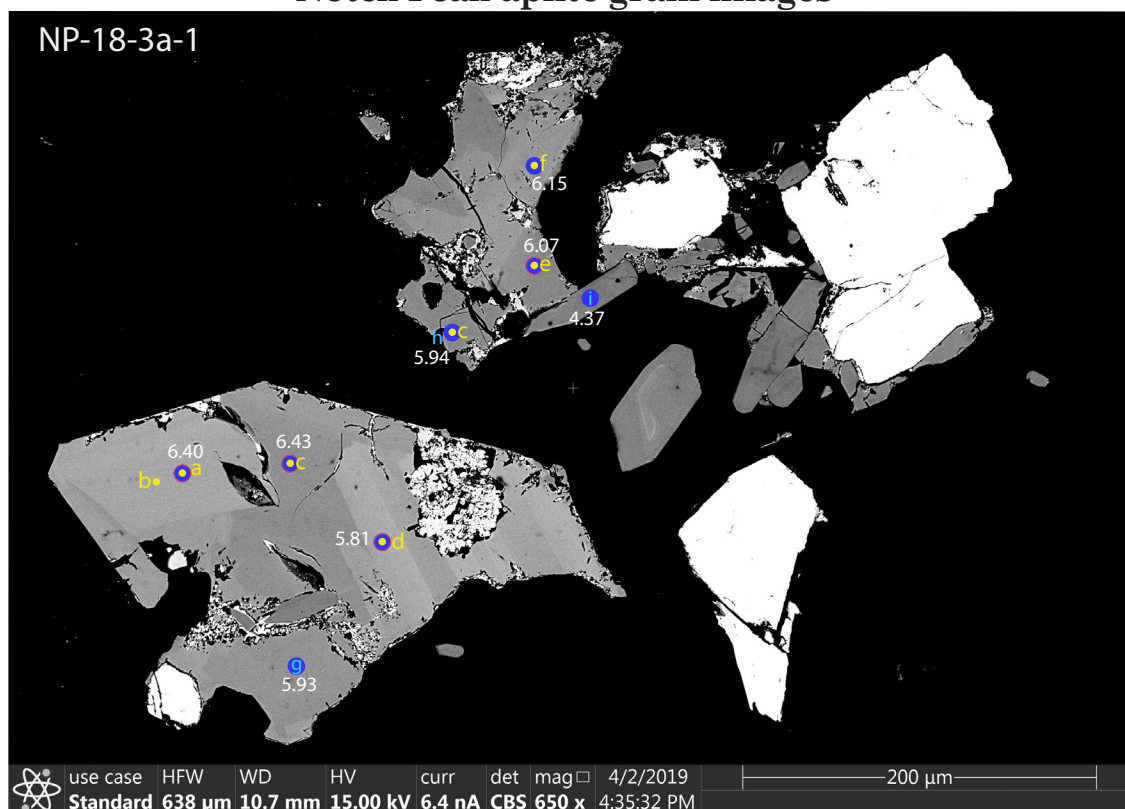 Notch Peak aplite grain images
NP-18-3a-1
f
6.15
6.07
e
i
4.37
h c
5.94
6.40
b a
6.43
c
5.81 d
g
5.93
use case HFW WD HV curr det mag □ 4/2/2019 200 µm
Standard 638 µm 10.7 mm 15.00 kV 6.4 nA CBS 650 x 4:35:32 PM